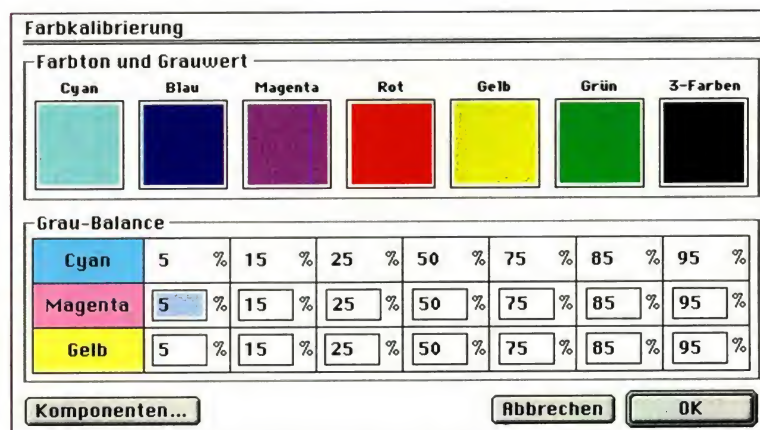 Farbkalibrierung
Farbton und Grauwert
Cyan Blau Magenta Rot Gelb Grün 3-Farben
Grau-Balance
Cyan 5 % 15 % 25 % 50 % 75 % 85 % 95 %
Magenta 5 % 15 % 25 % 50 % 75 % 85 % 95 %
Gelb 5 % 15 % 25 % 50 % 75 % 85 % 95 %
Komponenten... Abbrechen OK